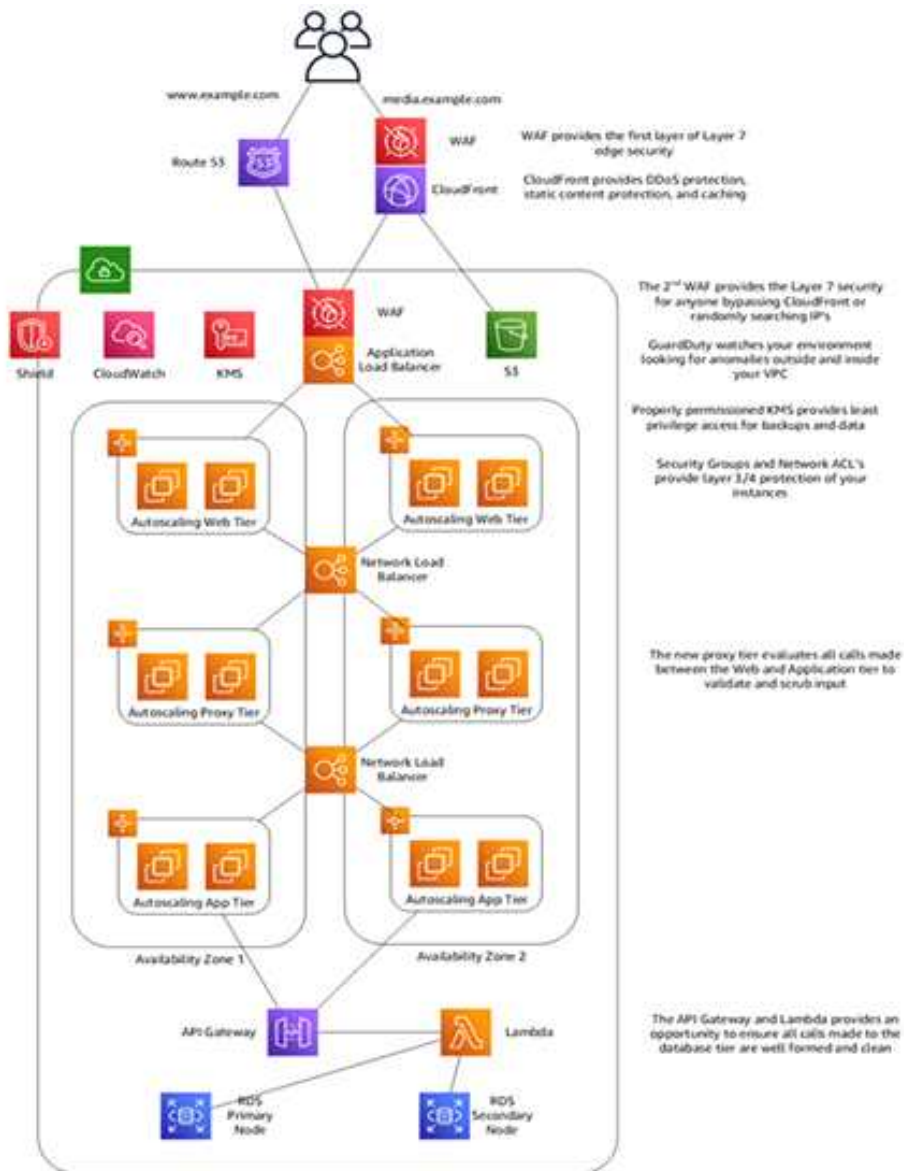 www.example.com
media.example.com
Route 53
53
WAF
CloudFront
WAF provides the first layer of Layer 7
edge security
CloudFront provides DDoS protection,
static content protection, and caching
WAF
Application
Load Balancer
Shield
CloudWatch
KMS
S3
The 2nd WAF provides the Layer 7 security
for anyone bypassing CloudFront or
randomly searching IP's
GuardDuty watches your environment
looking for anomalies outside and inside
your VPC
Properly permissioned KMS provides least
privilege access for backups and data
Security Groups and Network ACL's
provide layer 3/4 protection of your
instances
Autoscaling Web Tier
Autoscaling Web Tier
Network Load
Balancer
Autoscaling Proxy Tier
Autoscaling Proxy Tier
The new proxy tier evaluates all calls made
between the Web and Application tier to
validate and scrub input
Network Load
Balancer
Autoscaling App Tier
Autoscaling App Tier
Availability Zone 1
Availability Zone 2
API Gateway
Lambda
The API Gateway and Lambda provides an
opportunity to ensure all calls made to the
database tier are well formed and clean
RDS
Primary
Node
RDS
Secondary
Node